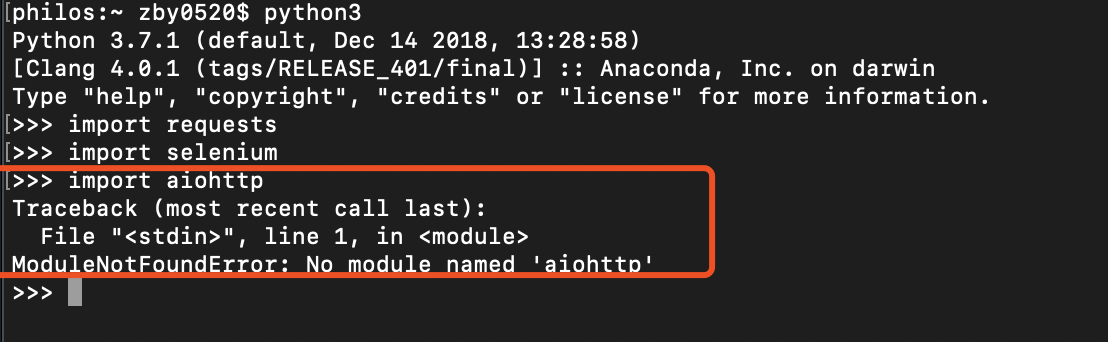 [philos:~ zby0520$ python3
Python 3.7.1 (default, Dec 14 2018, 13:28:58)
[Clang 4.0.1 (tags/RELEASE_401/final)] :: Anaconda, Inc. on darwin
Type "help", "copyright", "credits" or "license" for more information.
[>>> import requests
[>>> import selenium
[>>> import aiohttp
Traceback (most recent call last):
  File "<stdin>", line 1, in <module>
ModuleNotFoundError: No module named 'aiohttp'
>>>